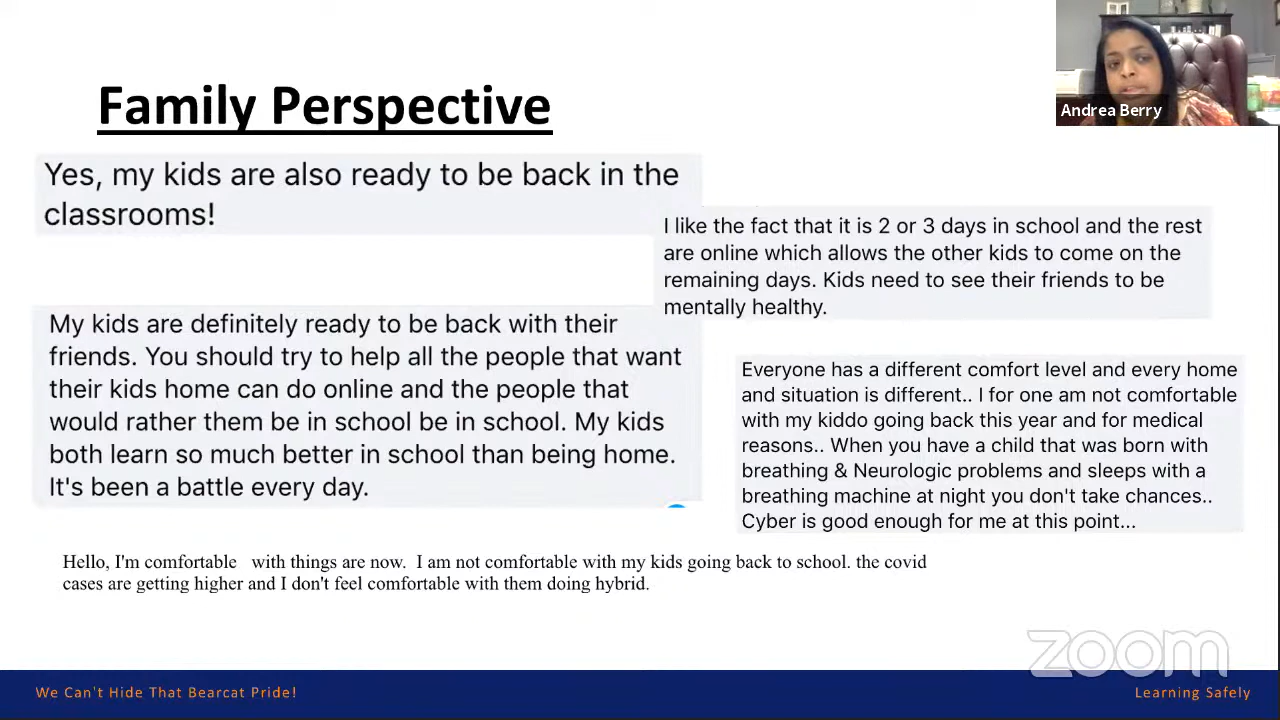 Andrea Berry
Family Perspective
Yes, my kids are also ready to be back in the
classrooms!
I like the fact that it is 2 or 3 days in school and the rest
are online which allows the other kids to come on the
remaining days. Kids need to see their friends to be
mentally healthy.
My kids are definitely ready to be back with their
friends. You should try to help all the people that want
their kids home can do online and the people that
would rather them be in school be in school. My kids
both learn so much better in school than being home.
It's been a battle every day.
Everyone has a different comfort level and every home
and situation is different.. I for one am not comfortable
with my kiddo going back this year and for medical
reasons.. When you have a child that was born with
breathing & Neurologic problems and sleeps with a
breathing machine at night you don't take chances..
Cyber is good enough for me at this point...
Hello, I'm comfortable with things are now. I am not comfortable with my kids going back to school. the covid
cases are getting higher and I don't feel comfortable with them doing hybrid.
zoom
We Can't Hide That Bearcat Pride!
Learning Safely